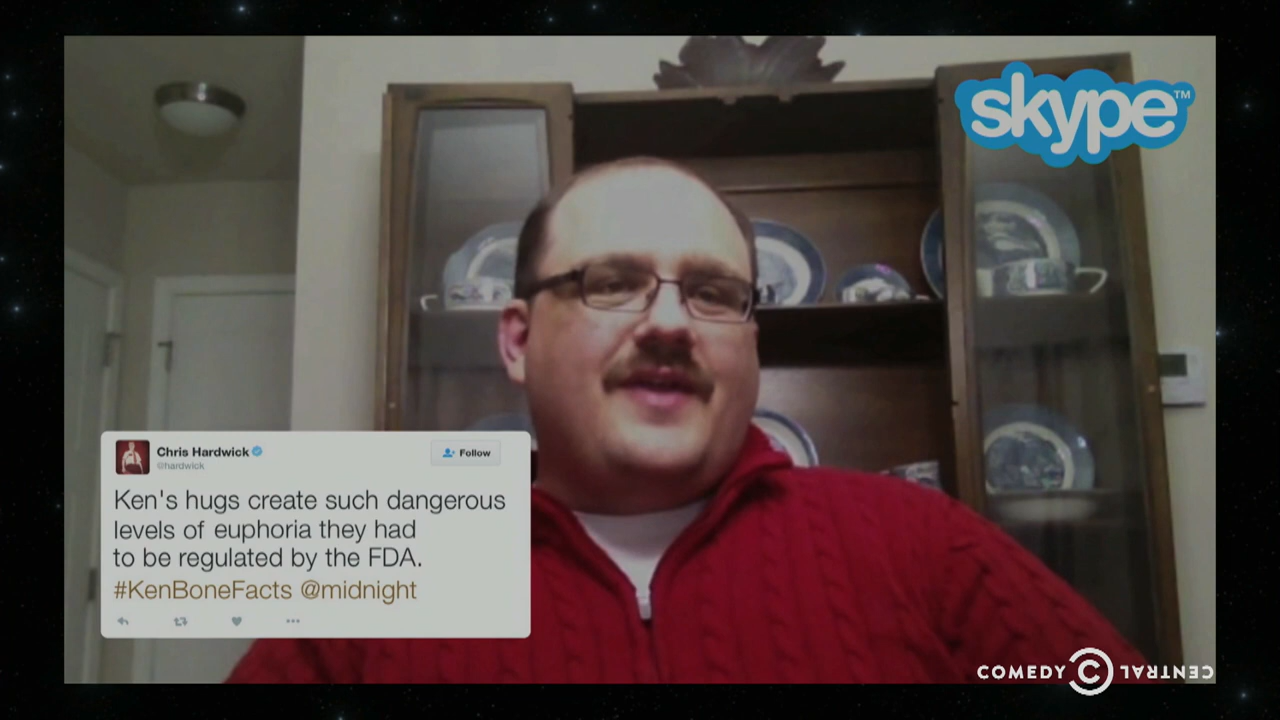 skype™
Chris Hardwick
@hardwick
Follow
Ken's hugs create such dangerous
levels of euphoria they had
to be regulated by the FDA.
#KenBoneFacts @midnight
COMEDY C CENTRAL